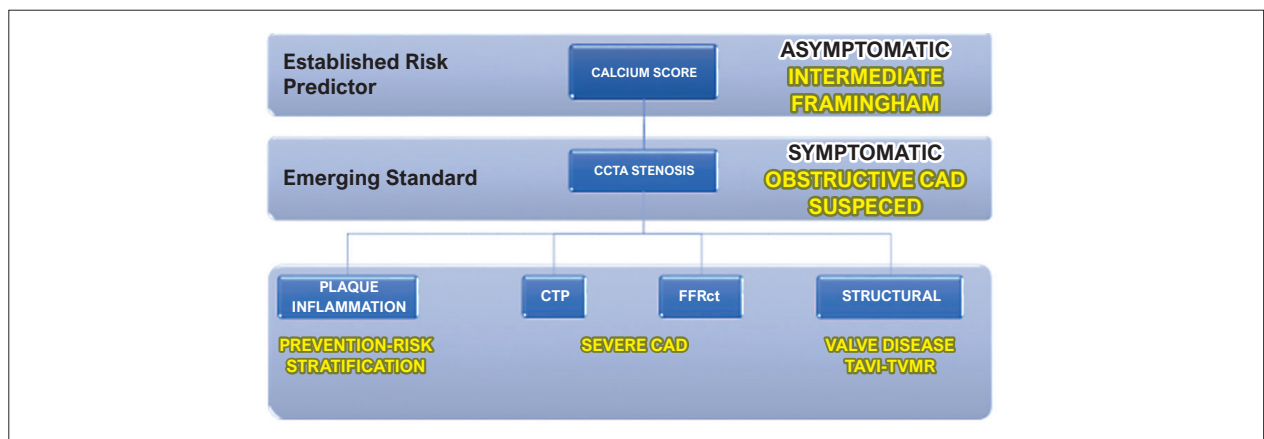 Established Risk
Predictor
CALCIUM SCORE
ASYMPTOMATIC
INTERMEDIATE
FRAMINGHAM
Emerging Standard
CCTA STENOSIS
SYMPTOMATIC
OBSTRUCTIVE CAD
SUSPECED
PLAQUE
INFLAMMATION
CTP
FFRct
STRUCTURAL
PREVENTION-RISK
STRATIFICATION
SEVERE CAD
VALVE DISEASE
TAVI-TVMR